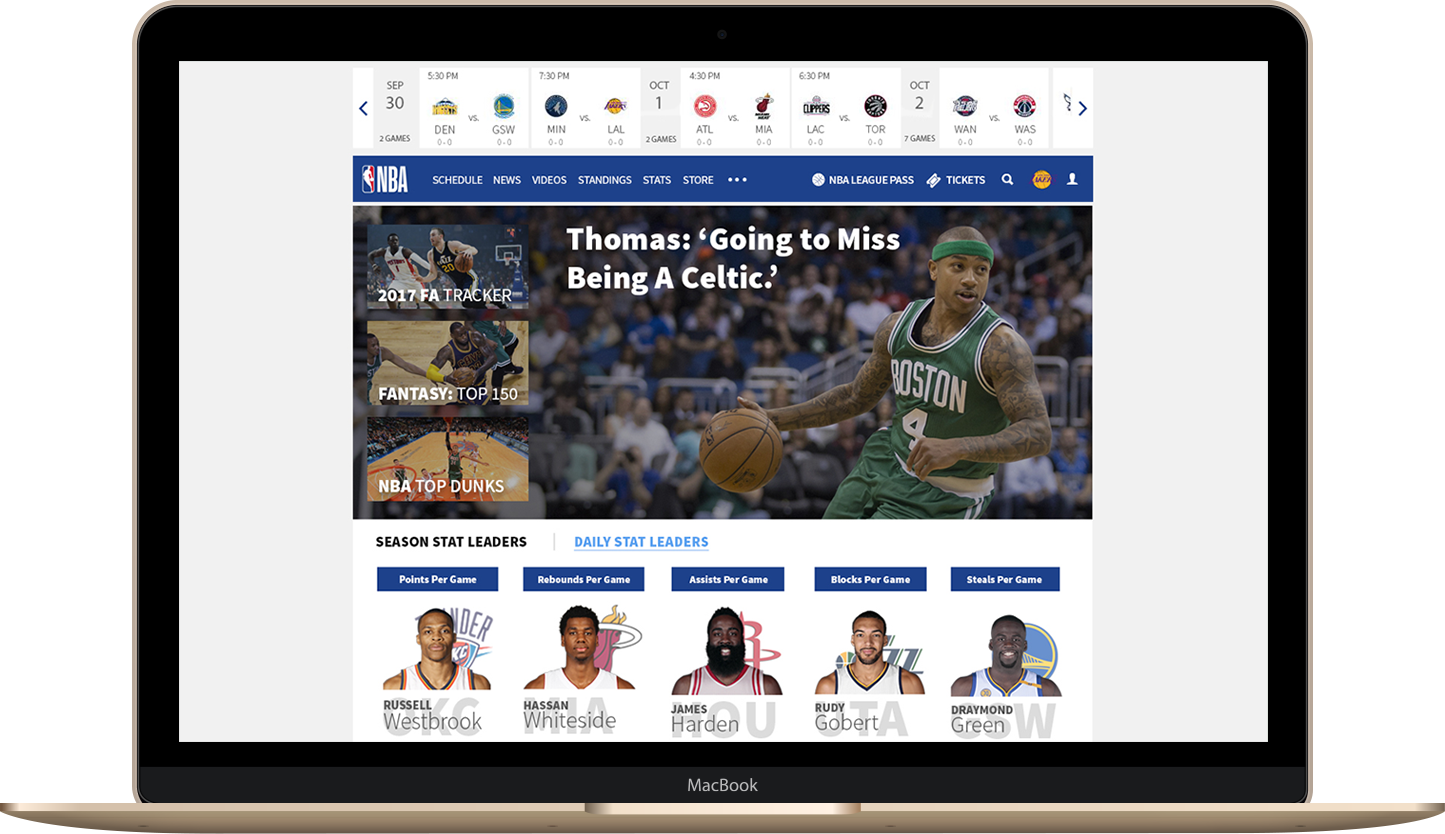 SEP
30
2 GAMES
5:30 PM
DEN
0 - 0
VS.
GSW
0 - 0
7:30 PM
MIN
0 - 0
VS.
LAL
0 - 0
OCT
1
2 GAMES
4:30 PM
ATL
0 - 0
VS.
MIA
0 - 0
6:30 PM
CLIPPERS
LAC
0 - 0
VS.
TOR
0 - 0
OCT
2
7 GAMES
WAN
0 - 0
VS.
WAS
0 - 0
NBA SCHEDULE NEWS VIDEOS STANDINGS STATS STORE ••• NBA LEAGUE PASS TICKETS
Thomas: ‘Going to Miss
Being A Celtic.’
2017 FA TRACKER
FANTASY: TOP 150
NBA TOP DUNKS
BOSTON
4
SEASON STAT LEADERS | DAILY STAT LEADERS
Points Per Game
RUSSELL
Westbrook
OKC
Rebounds Per Game
HASSAN
Whiteside
MIA
Assists Per Game
JAMES
Harden
HOU
Blocks Per Game
RUDY
Gobert
UTA
Steals Per Game
DRAYMOND
Green
GSW
MacBook